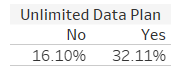 Unlimited Data Plan
No Yes
16.10% 32.11%